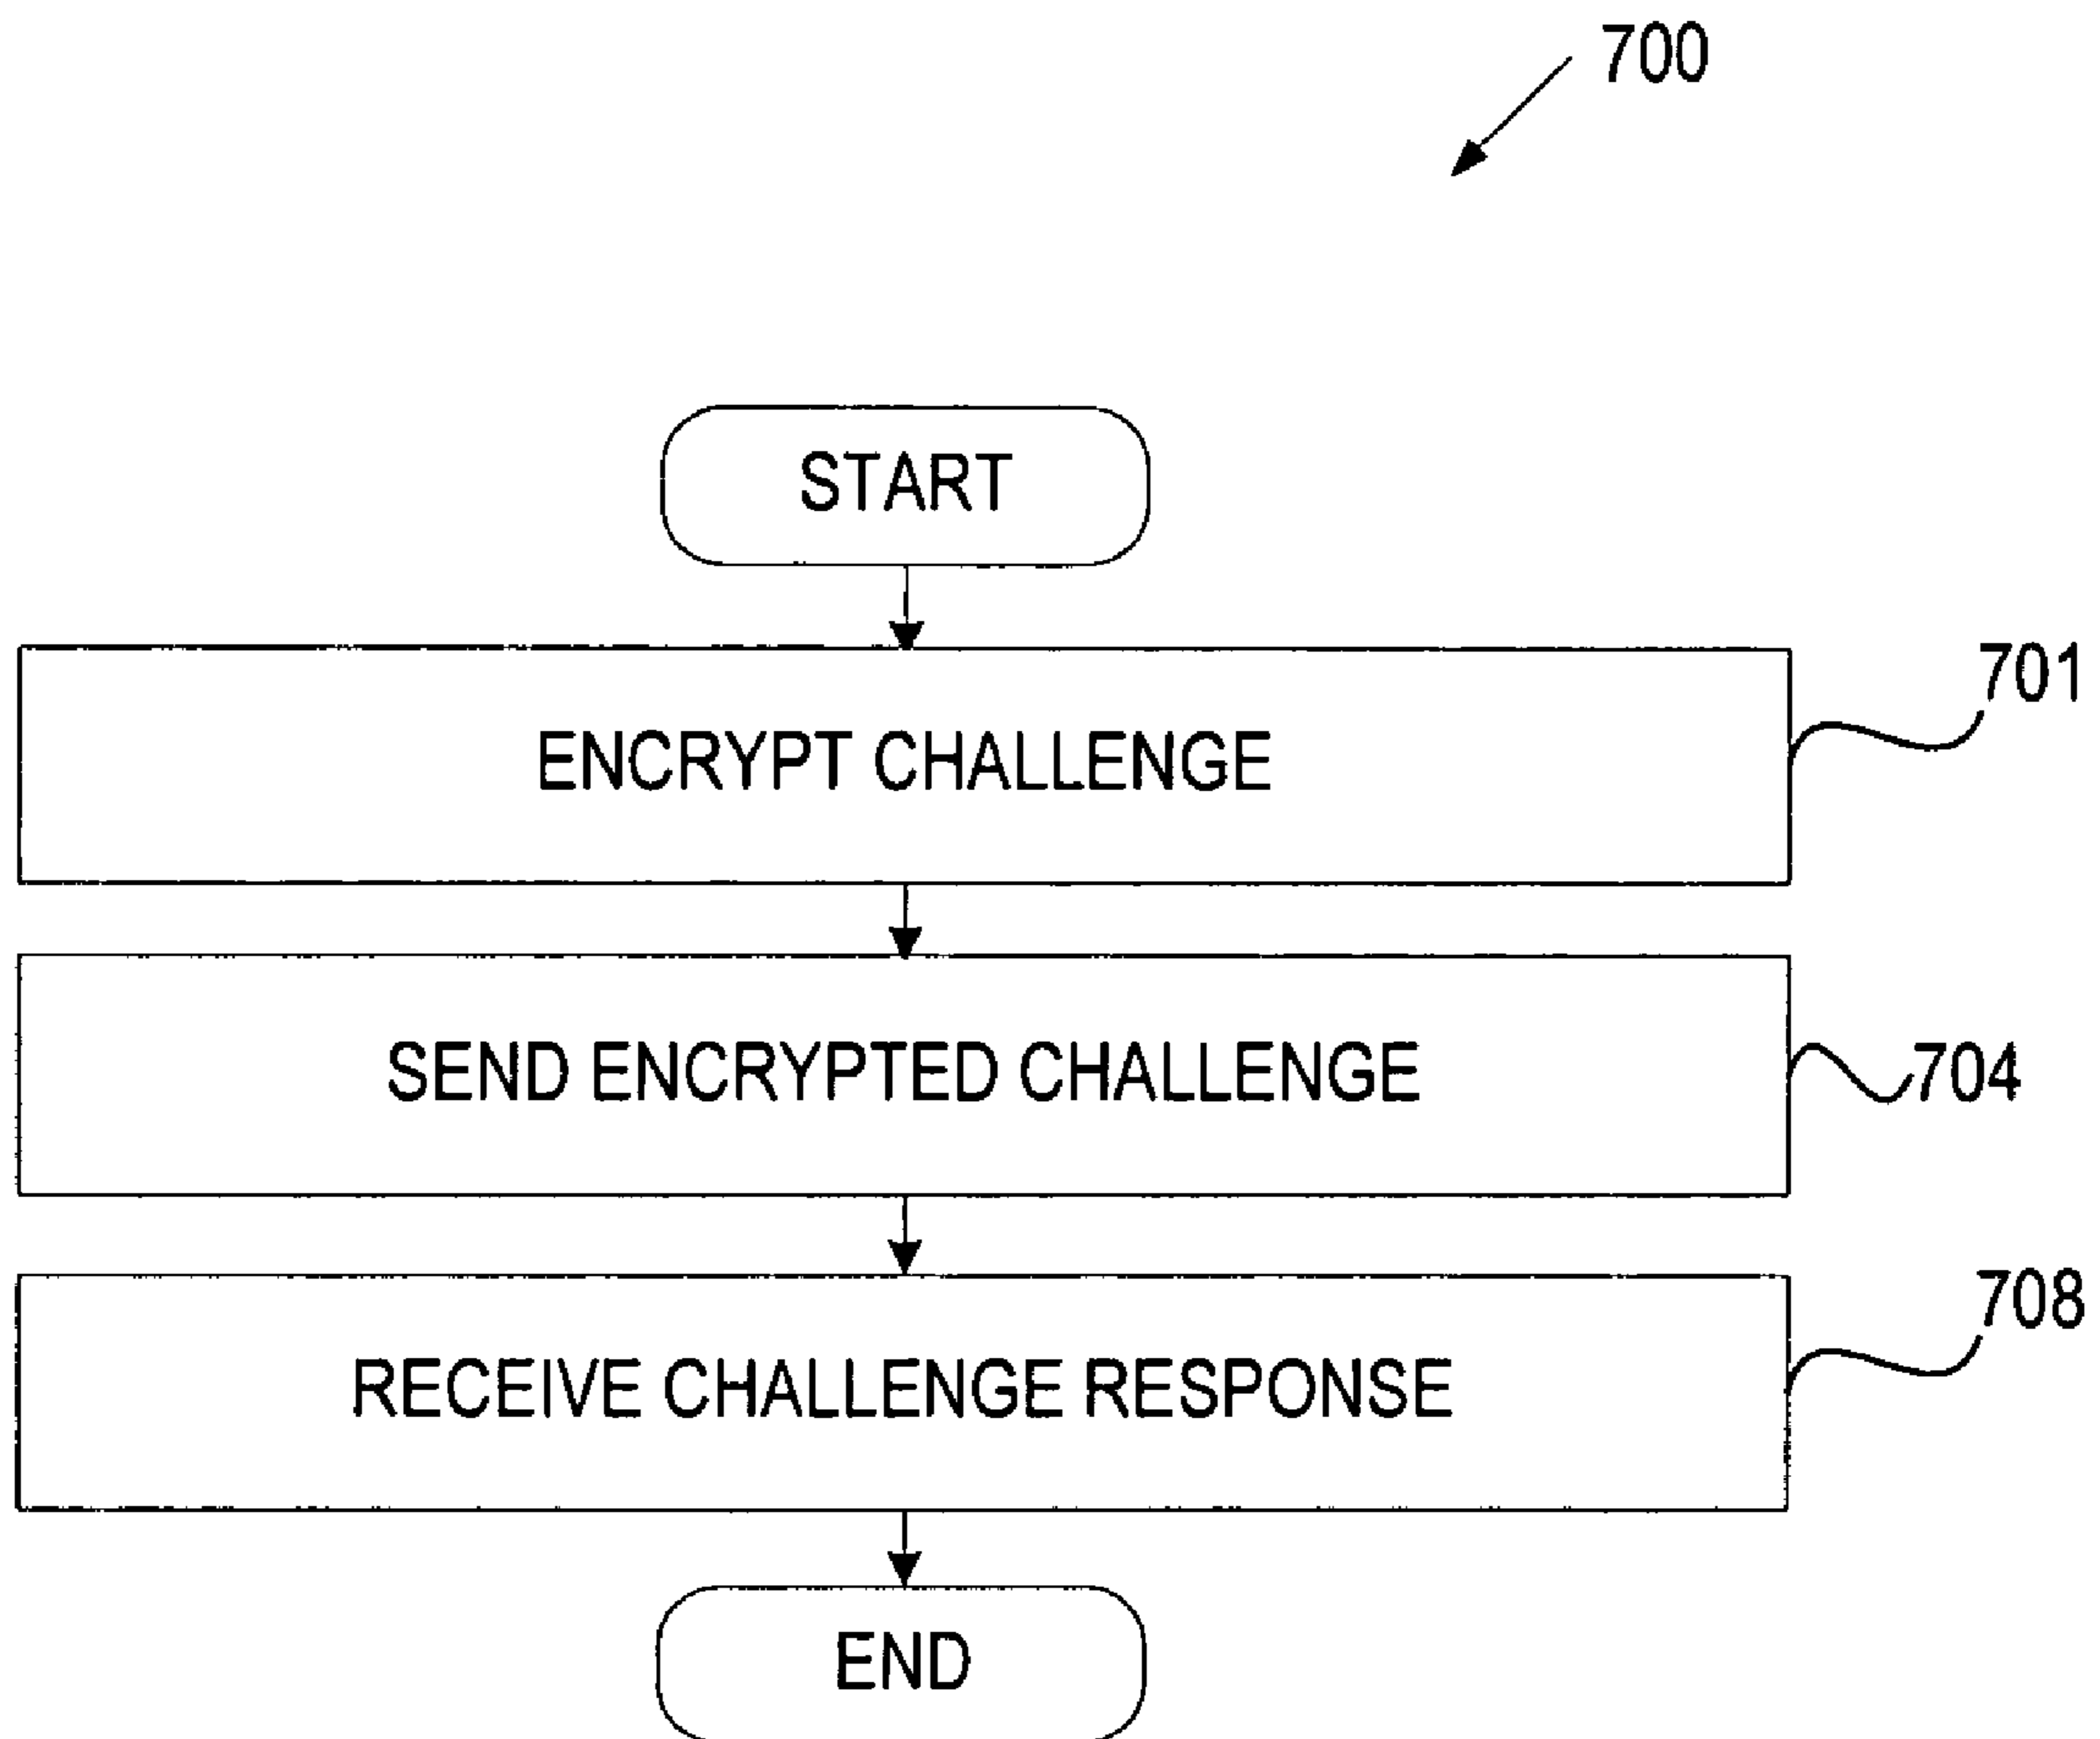 700
START
701
ENCRYPT CHALLENGE
SEND ENCRYPTED CHALLENGE
704
708
RECEIVE CHALLENGE RESPONSE
END